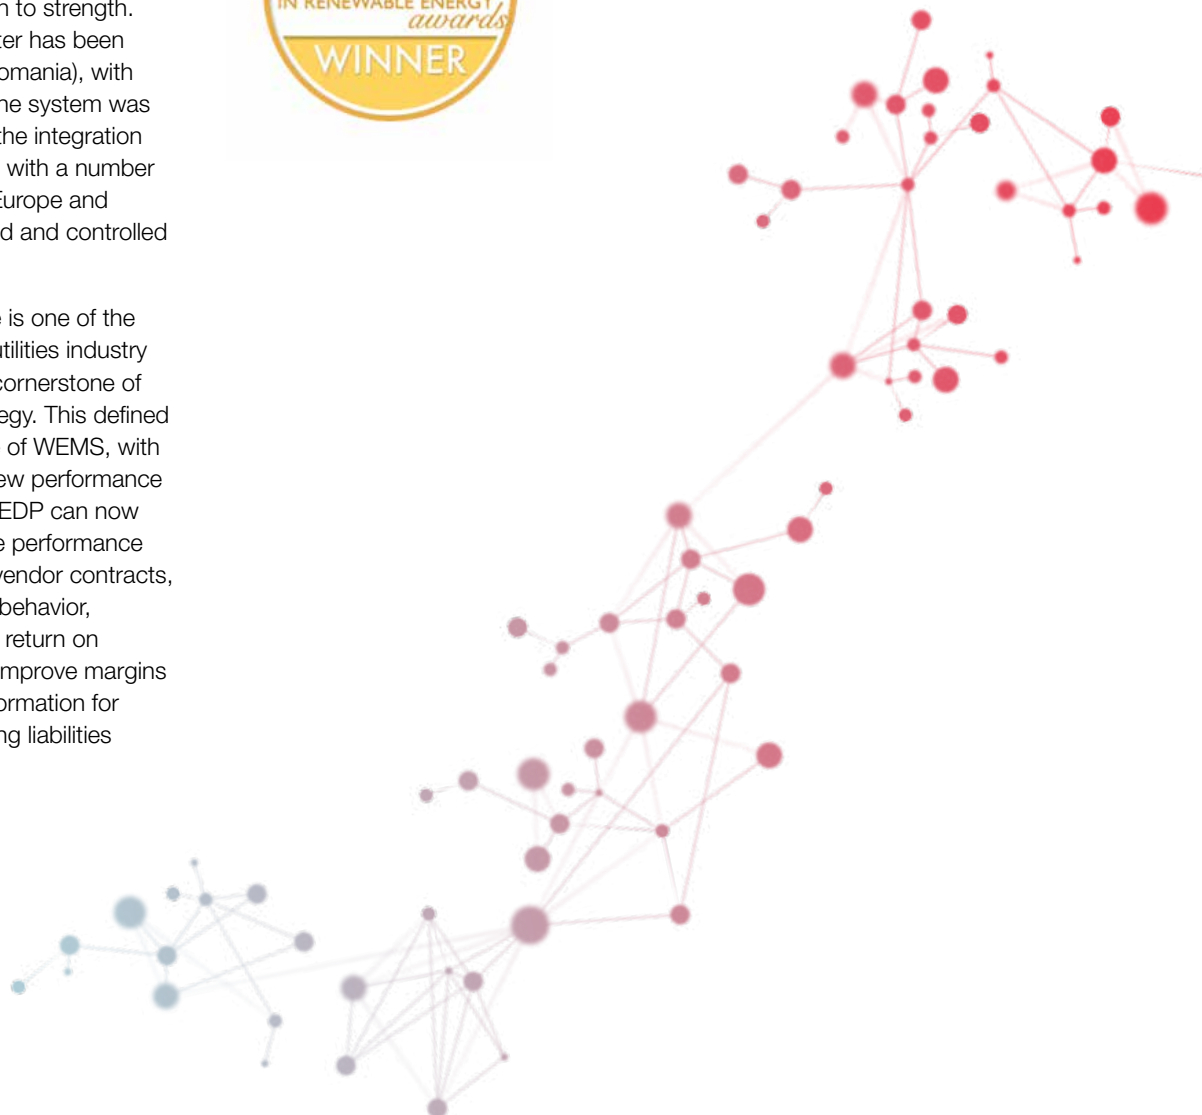 n to strength.
ter has been
omania), with
ne system was
the integration
with a number
Europe and
d and controlled
is one of the
utilities industry
cornerstone of
egy. This defined
of WEMS, with
ew performance
EDP can now
e performance
vendor contracts,
behavior,
return on
improve margins
ormation for
ng liabilities
IN RENEWABLE ENERGY
awards
WINNER